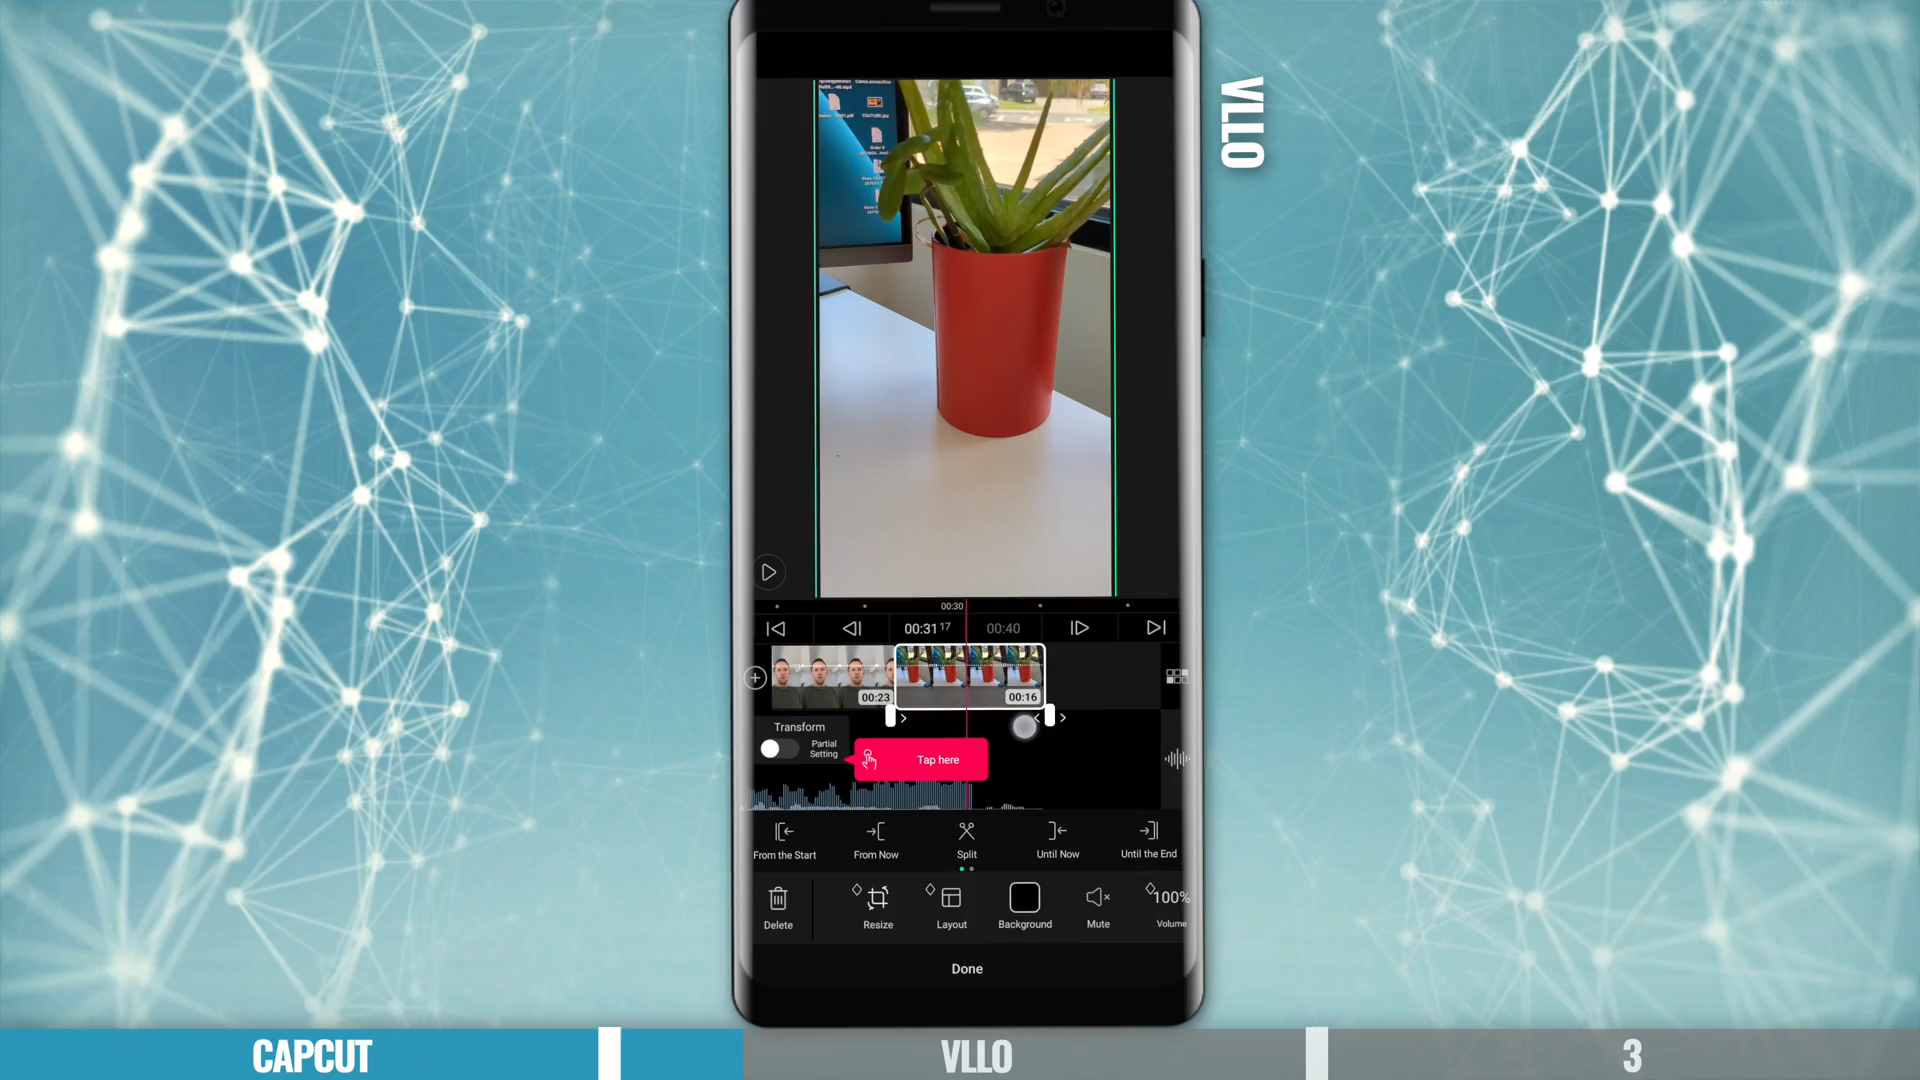 VLLO
YOUTUBE.jpg
00:30
00:31 17
00:40
00:23
00:16
Transform
Partial
Setting
Tap here
From the Start
From Now
Split
Until Now
Until the End
Delete
Resize
Layout
Background
Mute
100%
Volume
Done
CAPCUT
VLLO
3